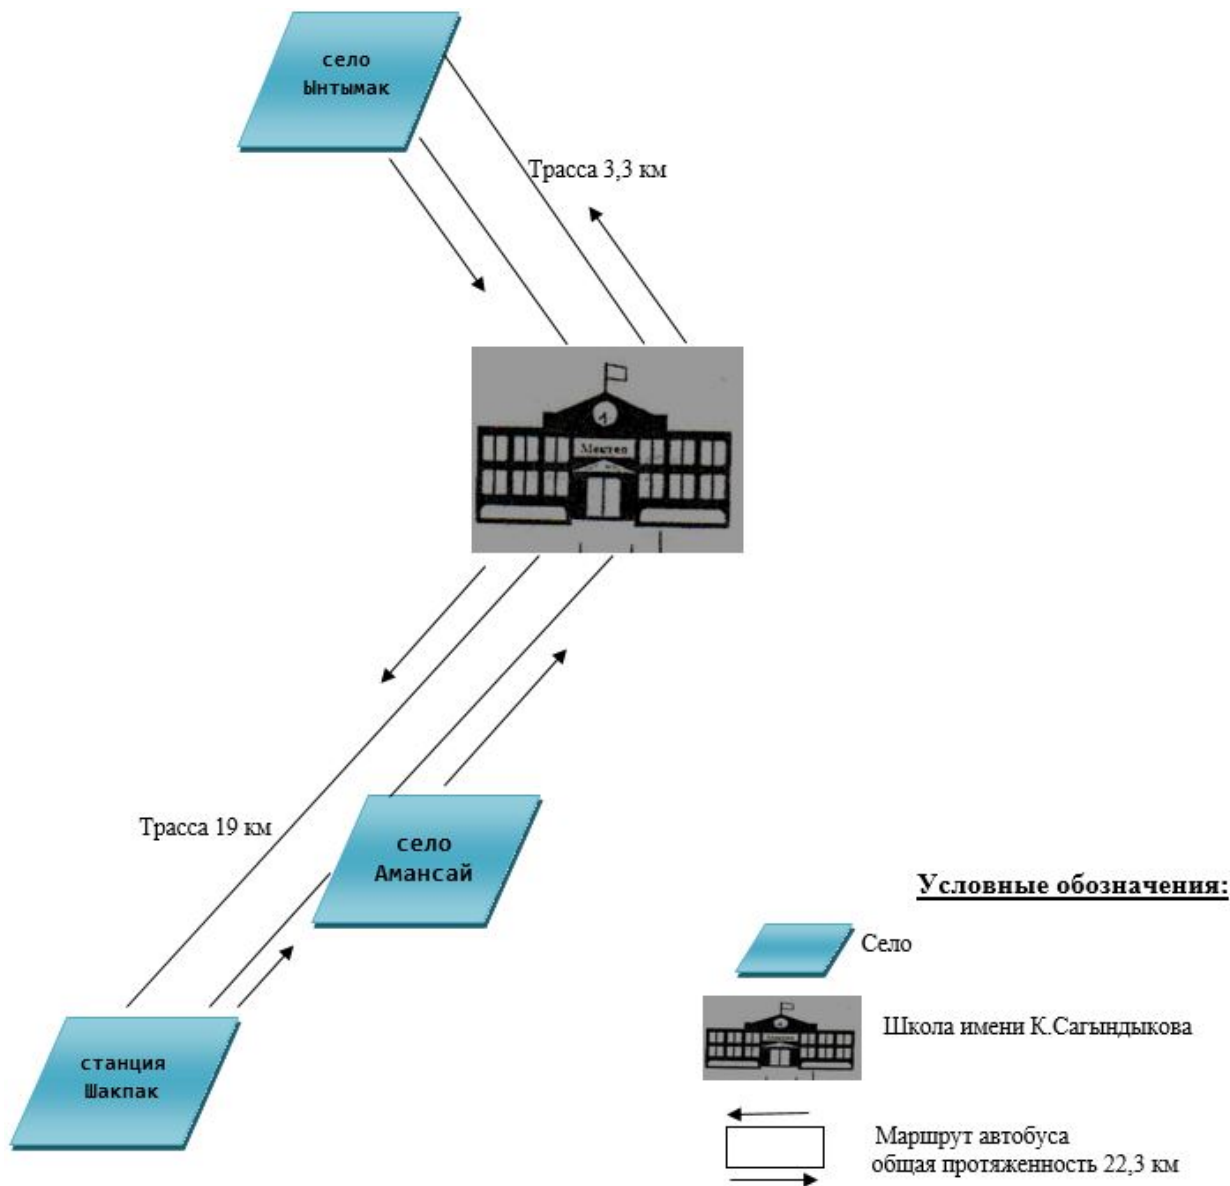 село
Ынтымак
Трасса 3,3 км
Мектеп
Трасса 19 км
село
Амансай
станция
Шакпак
Условные обозначения:
Село
Школа имени К.Сагындыкова
Маршрут автобуса
общая протяженность 22,3 км